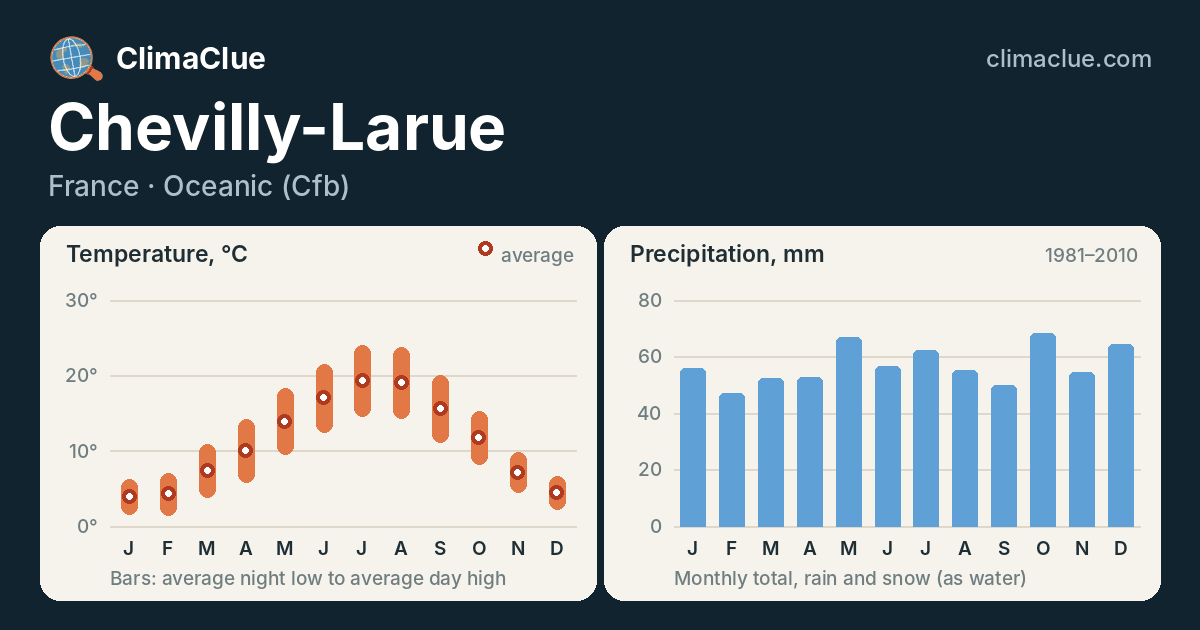 ClimaClue
climaclue.com
Chevilly-Larue
France · Oceanic (Cfb)
Temperature, °C
average
30°
20°
10°
0°
J F M A M J J A S O N D
Bars: average night low to average day high
Precipitation, mm
1981–2010
80
60
40
20
0
J F M A M J J A S O N D
Monthly total, rain and snow (as water)